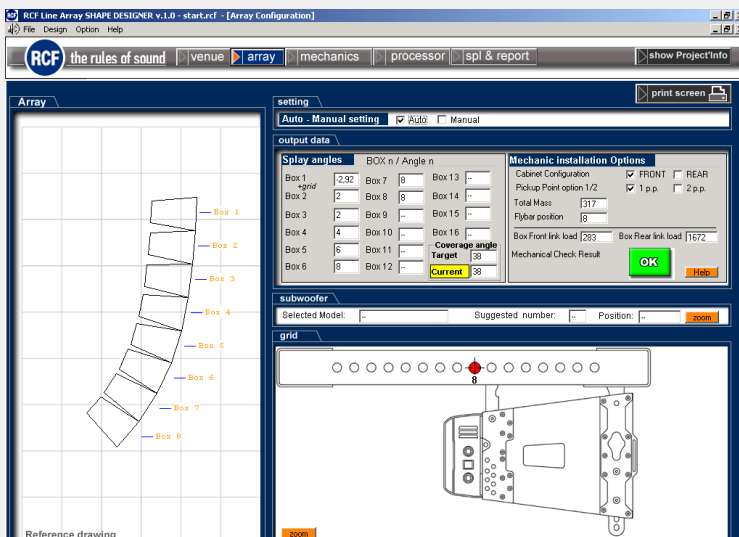 RCF Line Array SHAPE DESIGNER v.1.0 - start.rcf - [Array Configuration]
File Design Option Help
RCF the rules of sound venue array mechanics processor spl & report show Project'Info
print screen
Array
setting
Auto - Manual setting Auto Manual
output data
Splay angles BOX n / Angle n
Box 1 -2,92 Box 7 8 Box 13 --
+grid
Box 2 2 Box 8 8 Box 14 --
Box 3 2 Box 9 -- Box 15 --
Box 4 4 Box 10 -- Box 16 --
Box 5 6 Box 11 --
Box 6 8 Box 12 --
Coverage angle
Target 38
Current 38
Mechanic installation Options
Cabinet Configuration FRONT REAR
Pickup Point option 1/2 1 p.p. 2 p.p.
Total Mass 317
Flybar position 8
Box Front link load 283 Box Rear link load 1672
Mechanical Check Result OK
Help
subwoofer
Selected Model: -- Suggested number: -- Position: -- zoom
grid
8
zoom
Box 1
Box 2
Box 3
Box 4
Box 5
Box 6
Box 7
Box 8
Reference drawing